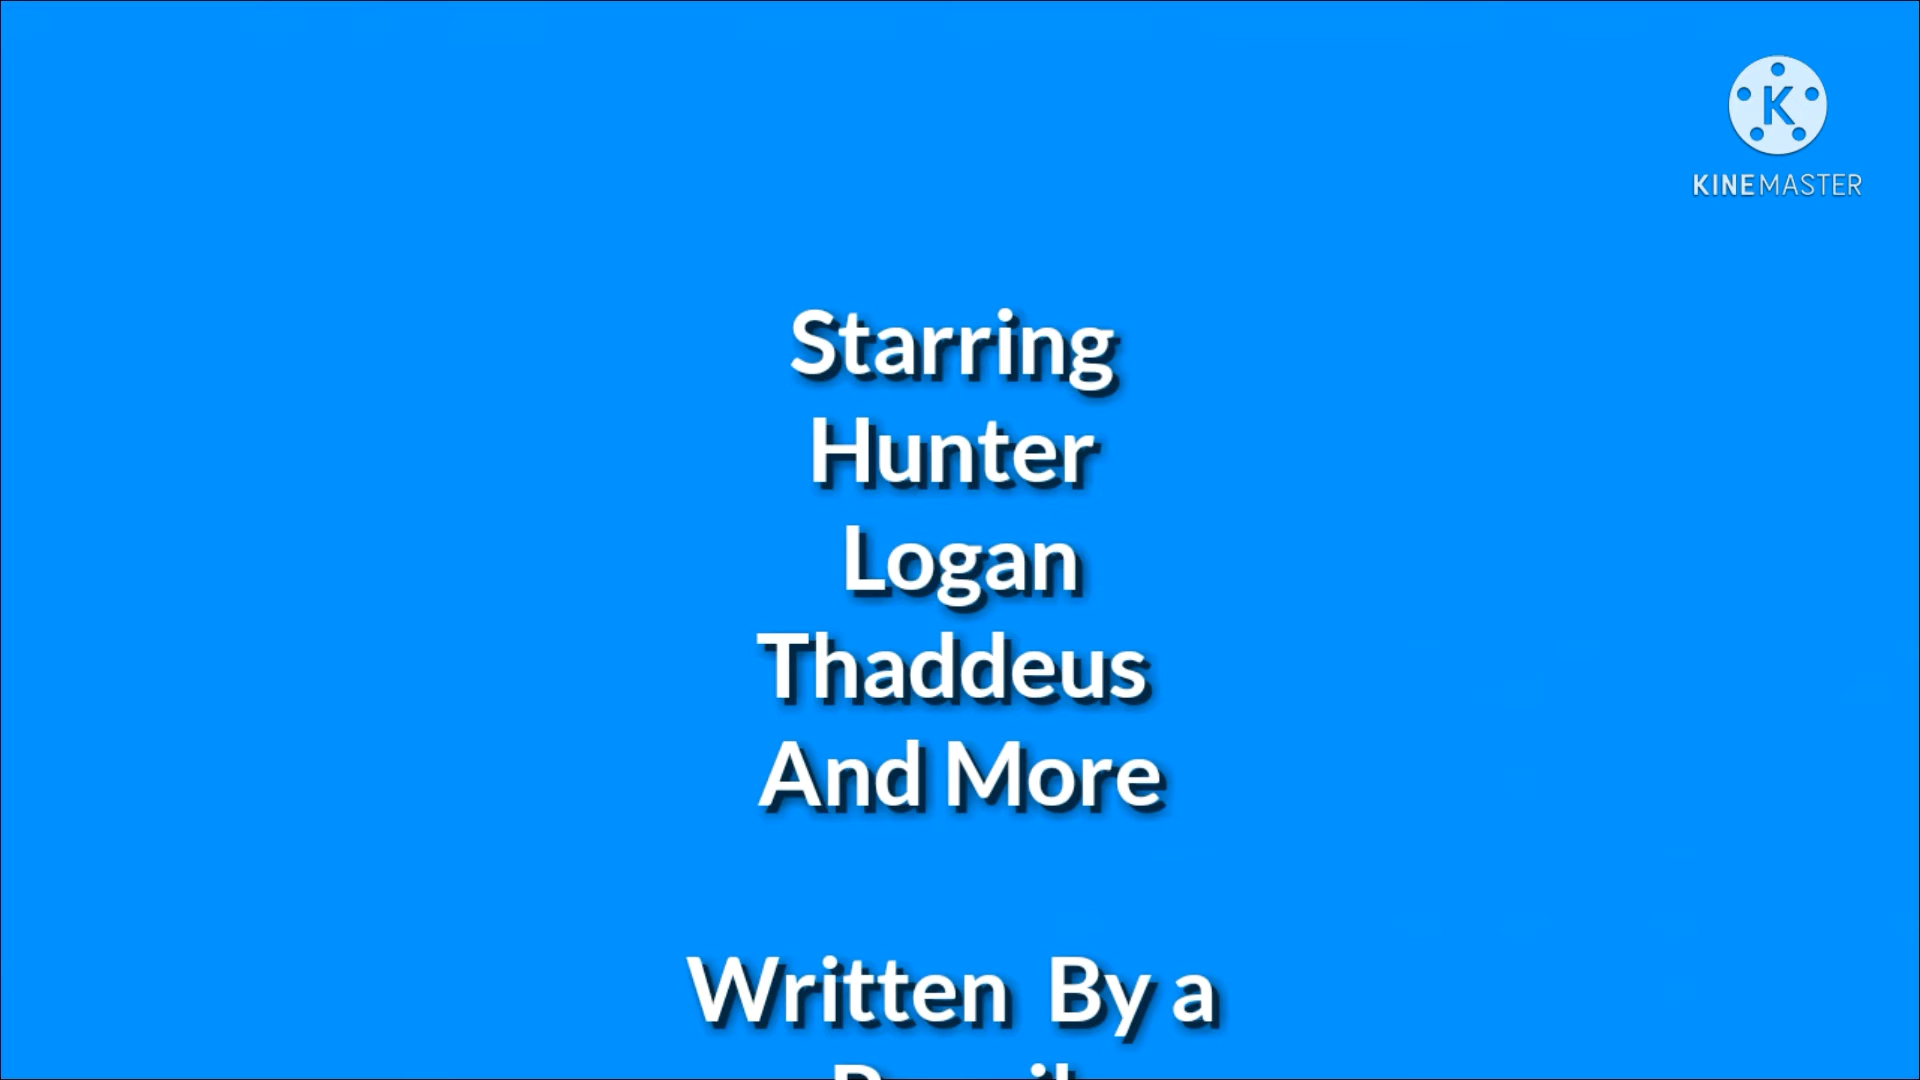 K
KINEMASTER
Starring
Hunter
Logan
Thaddeus
And More
Written By a